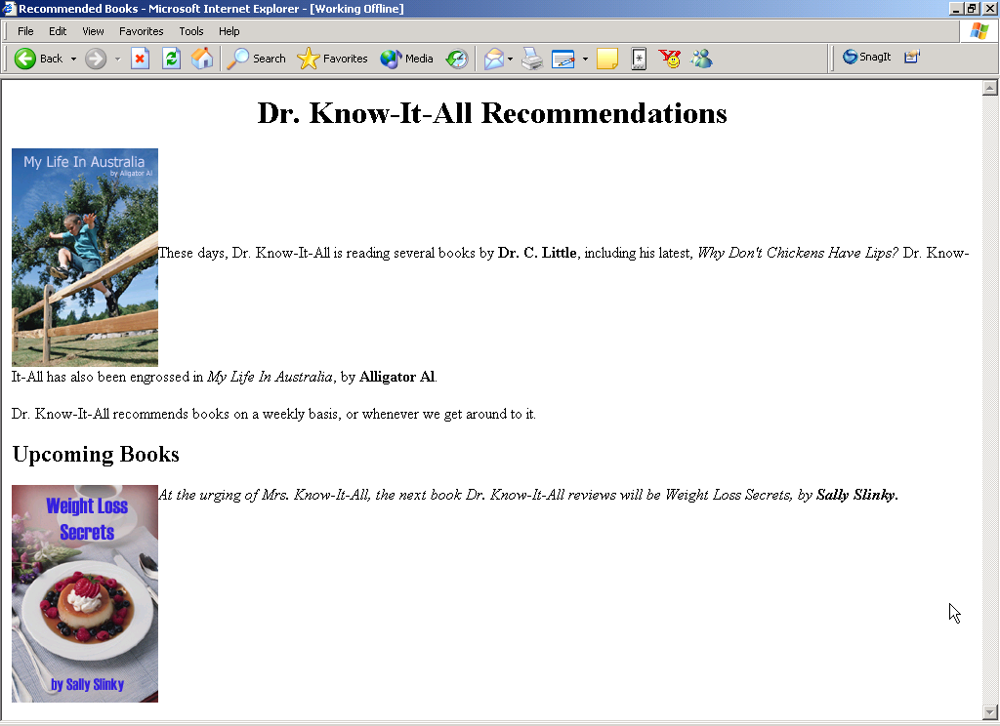 Recommended Books - Microsoft Internet Explorer - [Working Offline]
File Edit View Favorites Tools Help
Back Search Favorites Media SnagIt
Dr. Know-It-All Recommendations
My Life In Australia
by Aligator Al
These days, Dr. Know-It-All is reading several books by Dr. C. Little, including his latest, Why Don't Chickens Have Lips? Dr. Know-
It-All has also been engrossed in My Life In Australia, by Alligator Al.
Dr. Know-It-All recommends books on a weekly basis, or whenever we get around to it.
Upcoming Books
At the urging of Mrs. Know-It-All, the next book Dr. Know-It-All reviews will be Weight Loss Secrets, by Sally Slinky.
Weight Loss
Secrets
by Sally Slinky